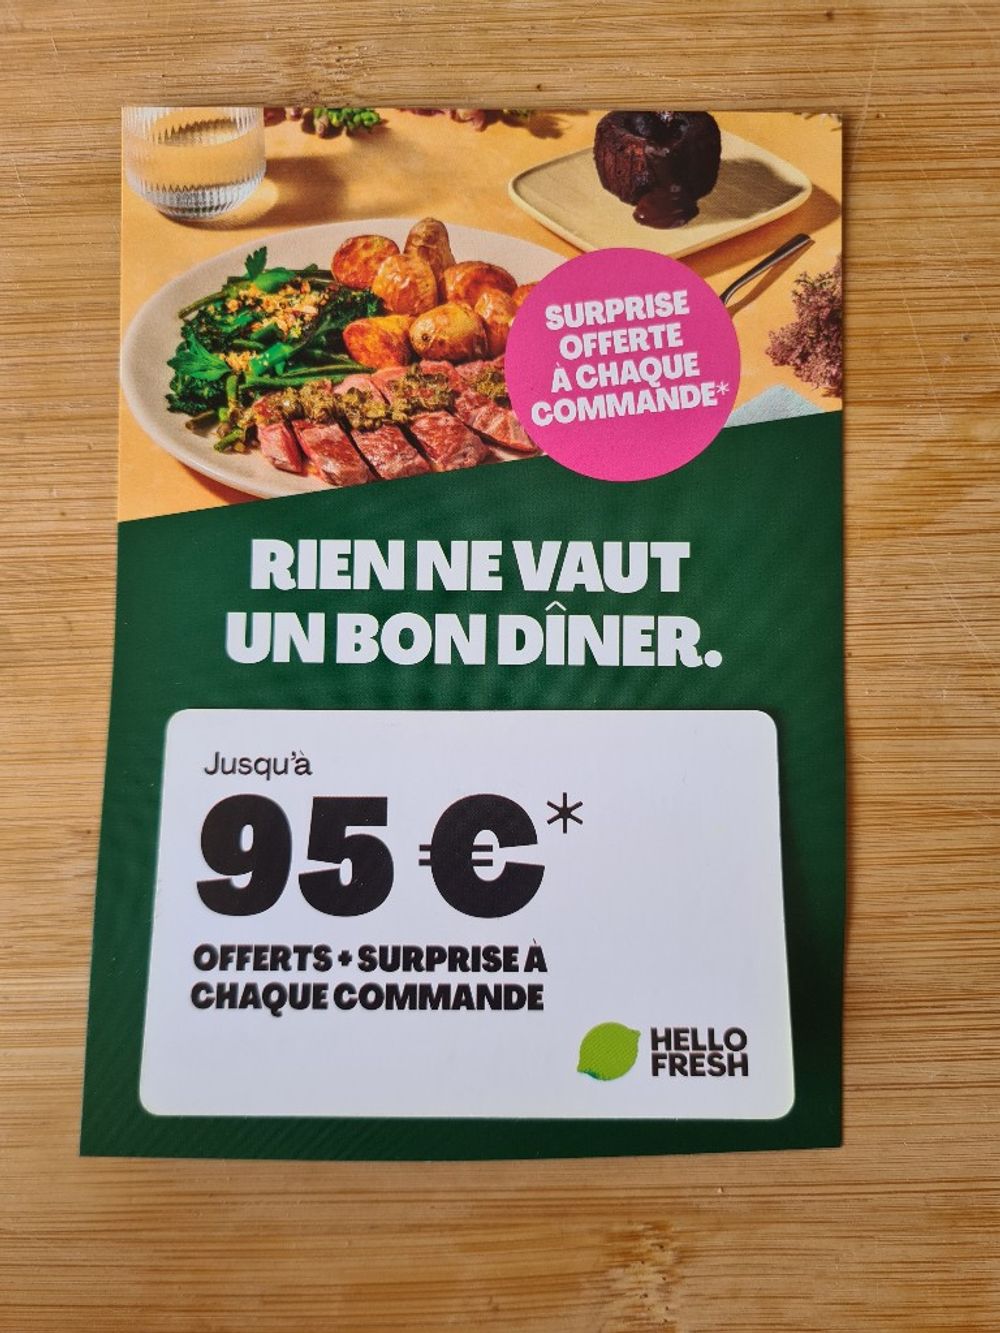 SURPRISE
OFFERTE
À CHAQUE
COMMANDE*
RIEN NE VAUT
UN BON DÎNER.
Jusqu'à
95 €*
OFFERTS + SURPRISE À
CHAQUE COMMANDE
HELLO
FRESH